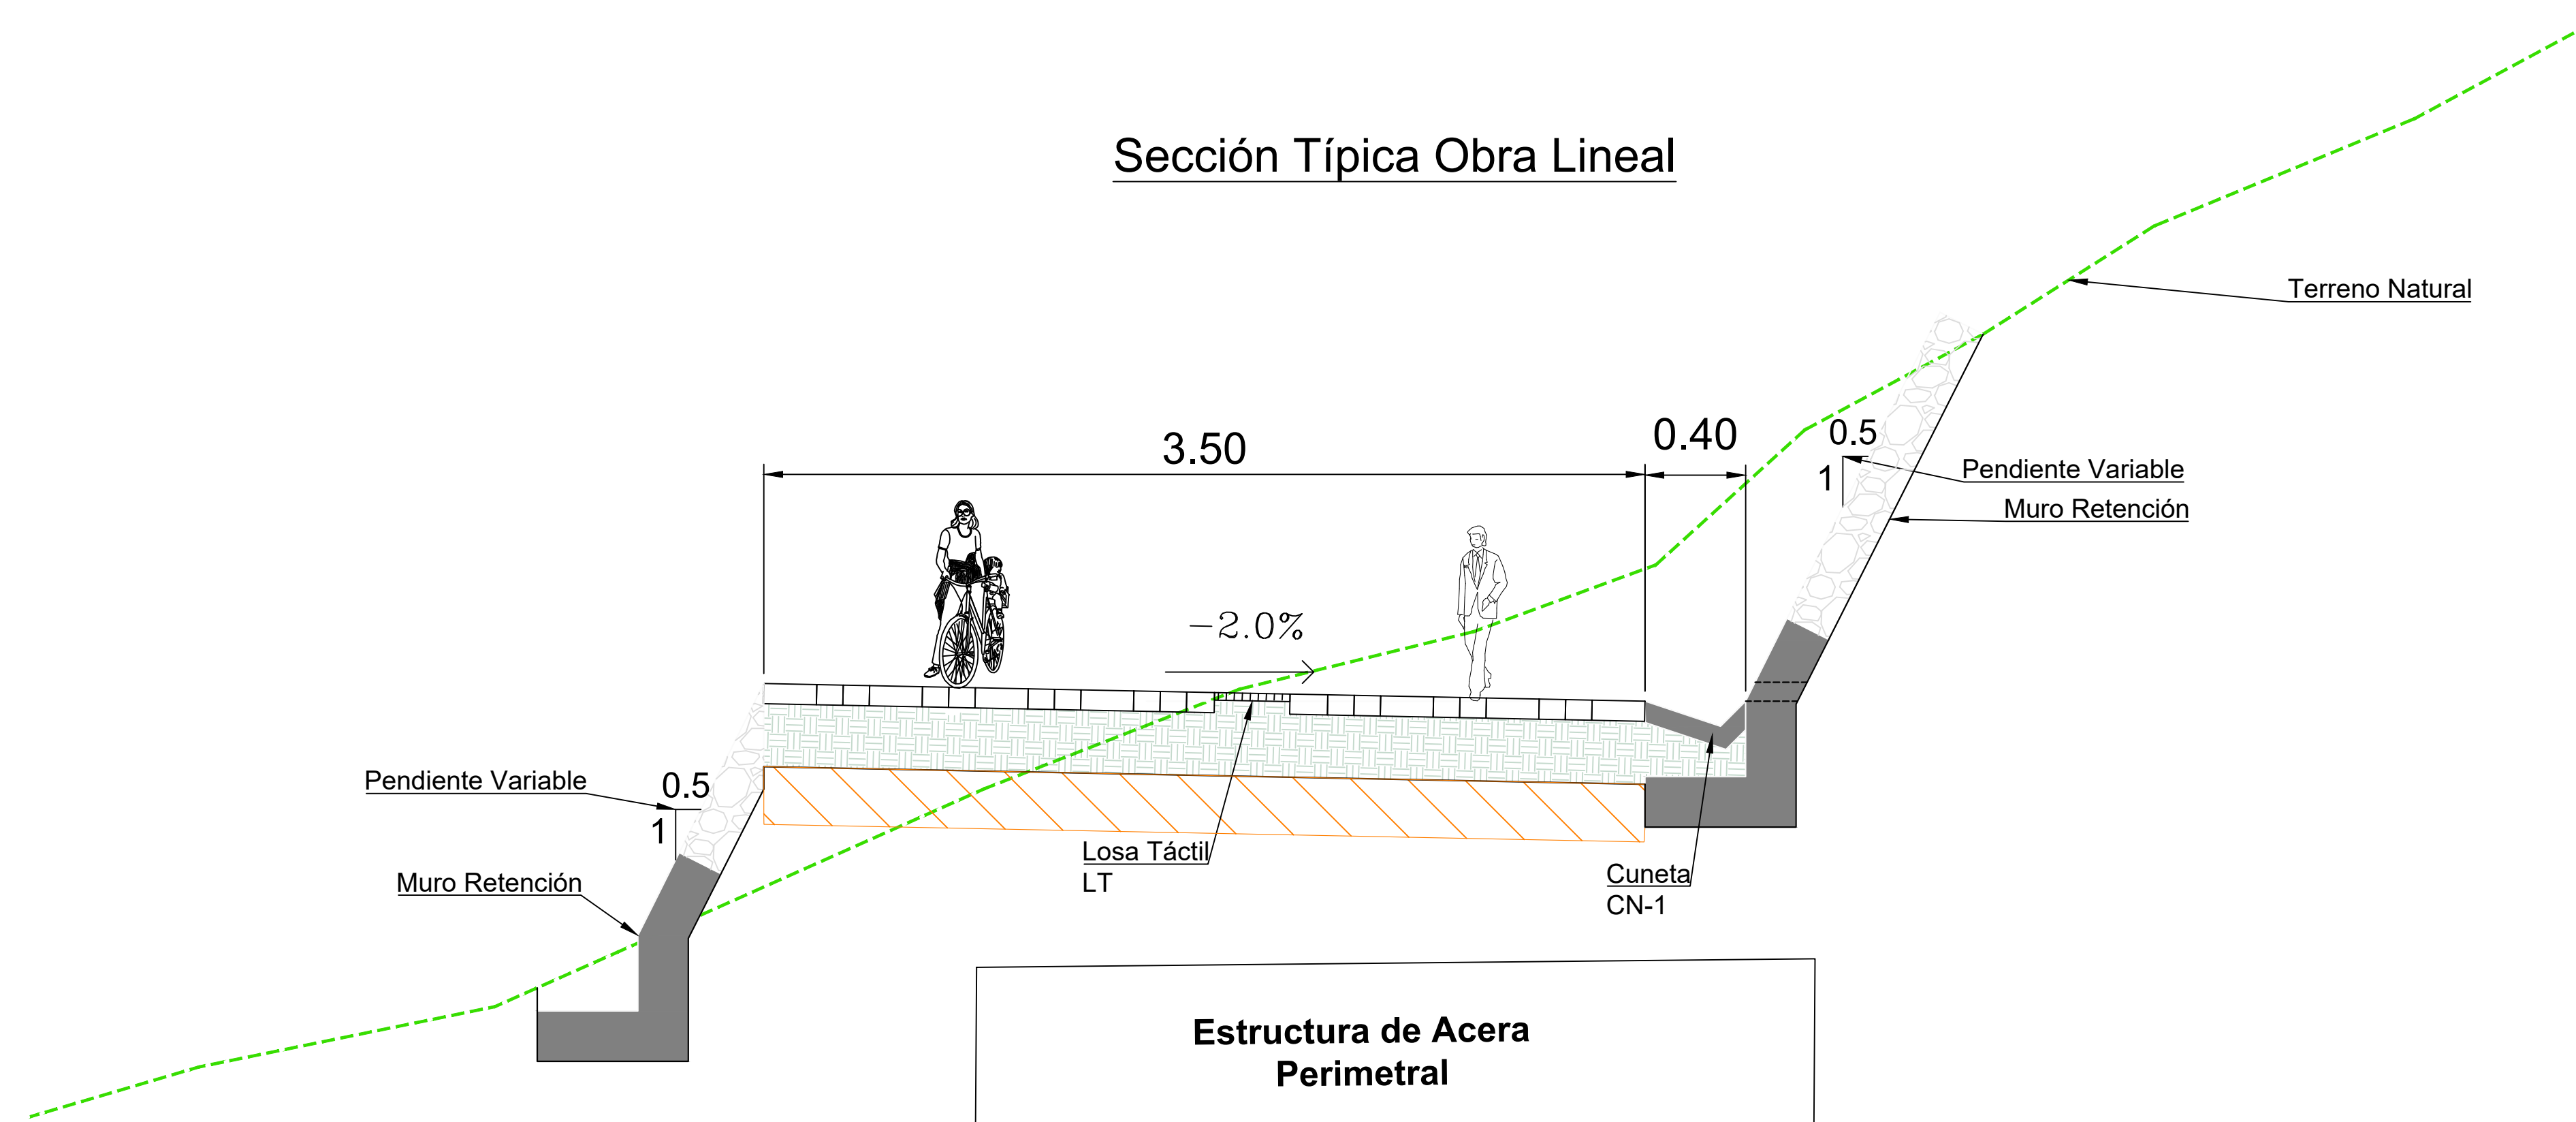 Sección Típica Obra Lineal
Terreno Natural
3.50
0.40
0.5
1
Pendiente Variable
Muro Retención
-2.0%
Pendiente Variable
0.5
1
Muro Retención
Losa Táctil
LT
Cuneta
CN-1
Estructura de Acera
Perimetral